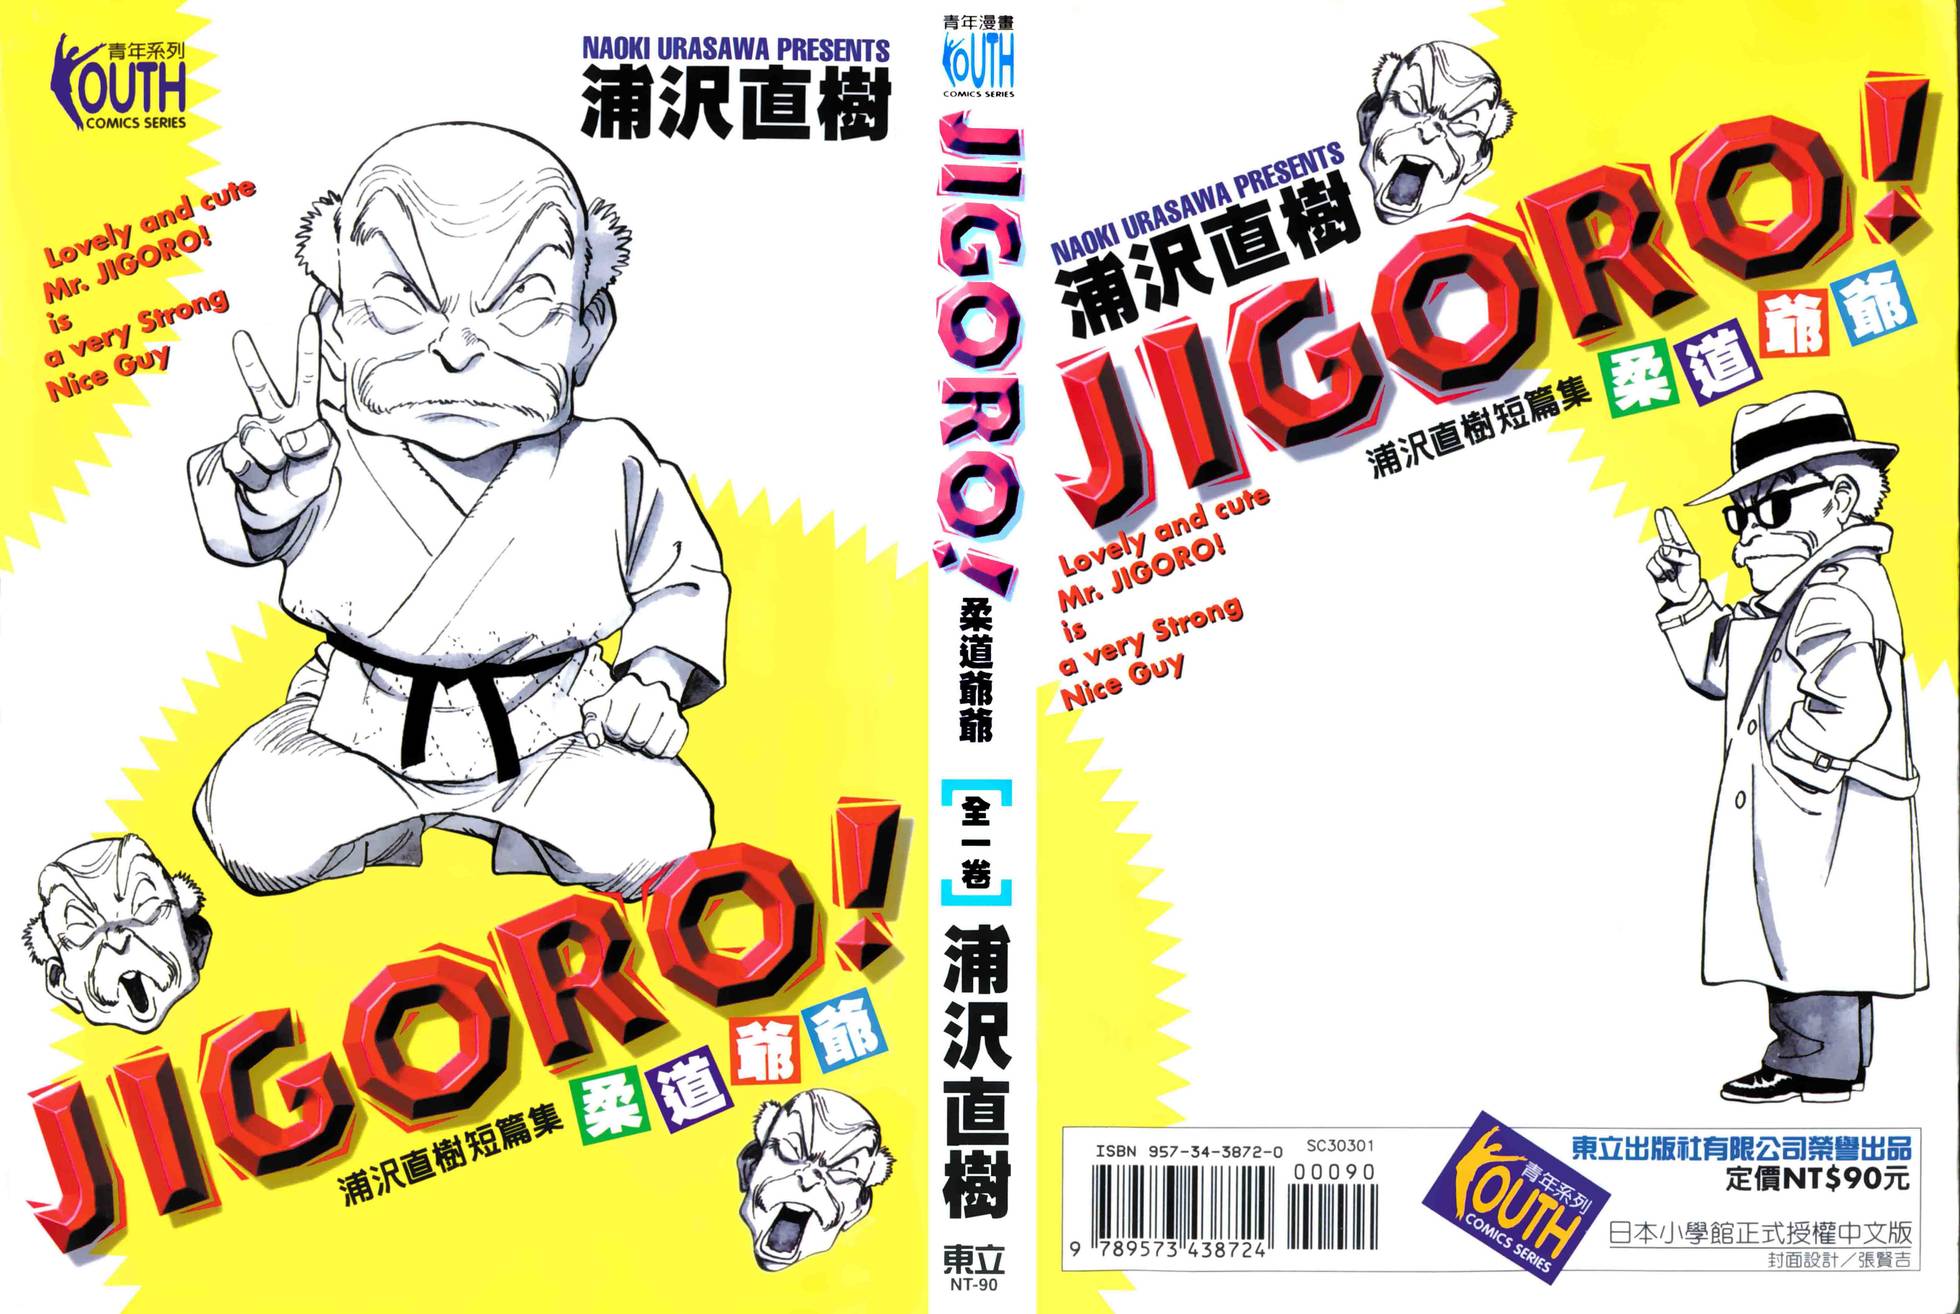 青年系列
YOUTH
COMICS SERIES
NAOKI URASAWA PRESENTS
浦沢直樹
Lovely and cute
Mr. JIGORO!
is
a very Strong
Nice Guy
JIGORO!
浦沢直樹短篇集
柔道爺爺
青年漫畫
YOUTH
COMICS SERIES
JIGORO!
柔道爺爺
[全一卷]
浦沢直樹
東立
NT-90
NAOKI URASAWA PRESENTS
浦沢直樹
JIGORO!
浦沢直樹短篇集
柔道爺爺
Lovely and cute
Mr. JIGORO!
is
a very Strong
Nice Guy
ISBN 957-34-3872-0
SC30301
00090
9 789573 438724
青年系列
YOUTH
COMICS SERIES
東立出版社有限公司榮譽出品
定價NT$90元
日本小學館正式授權中文版
封面設計／張賢吉